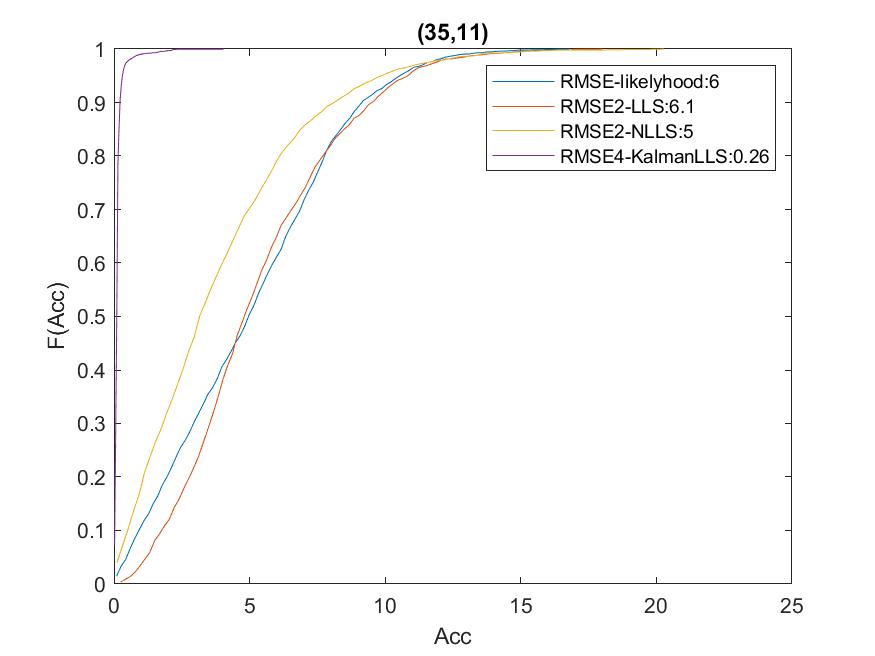 (35,11)
1
0.9
0.8
0.7
0.6
0.5
0.4
0.3
0.2
0.1
0
F(Acc)
RMSE-likelyhood:6
RMSE2-LLS:6.1
RMSE2-NLLS:5
RMSE4-KalmanLLS:0.26
0 5 10 15 20 25
Acc